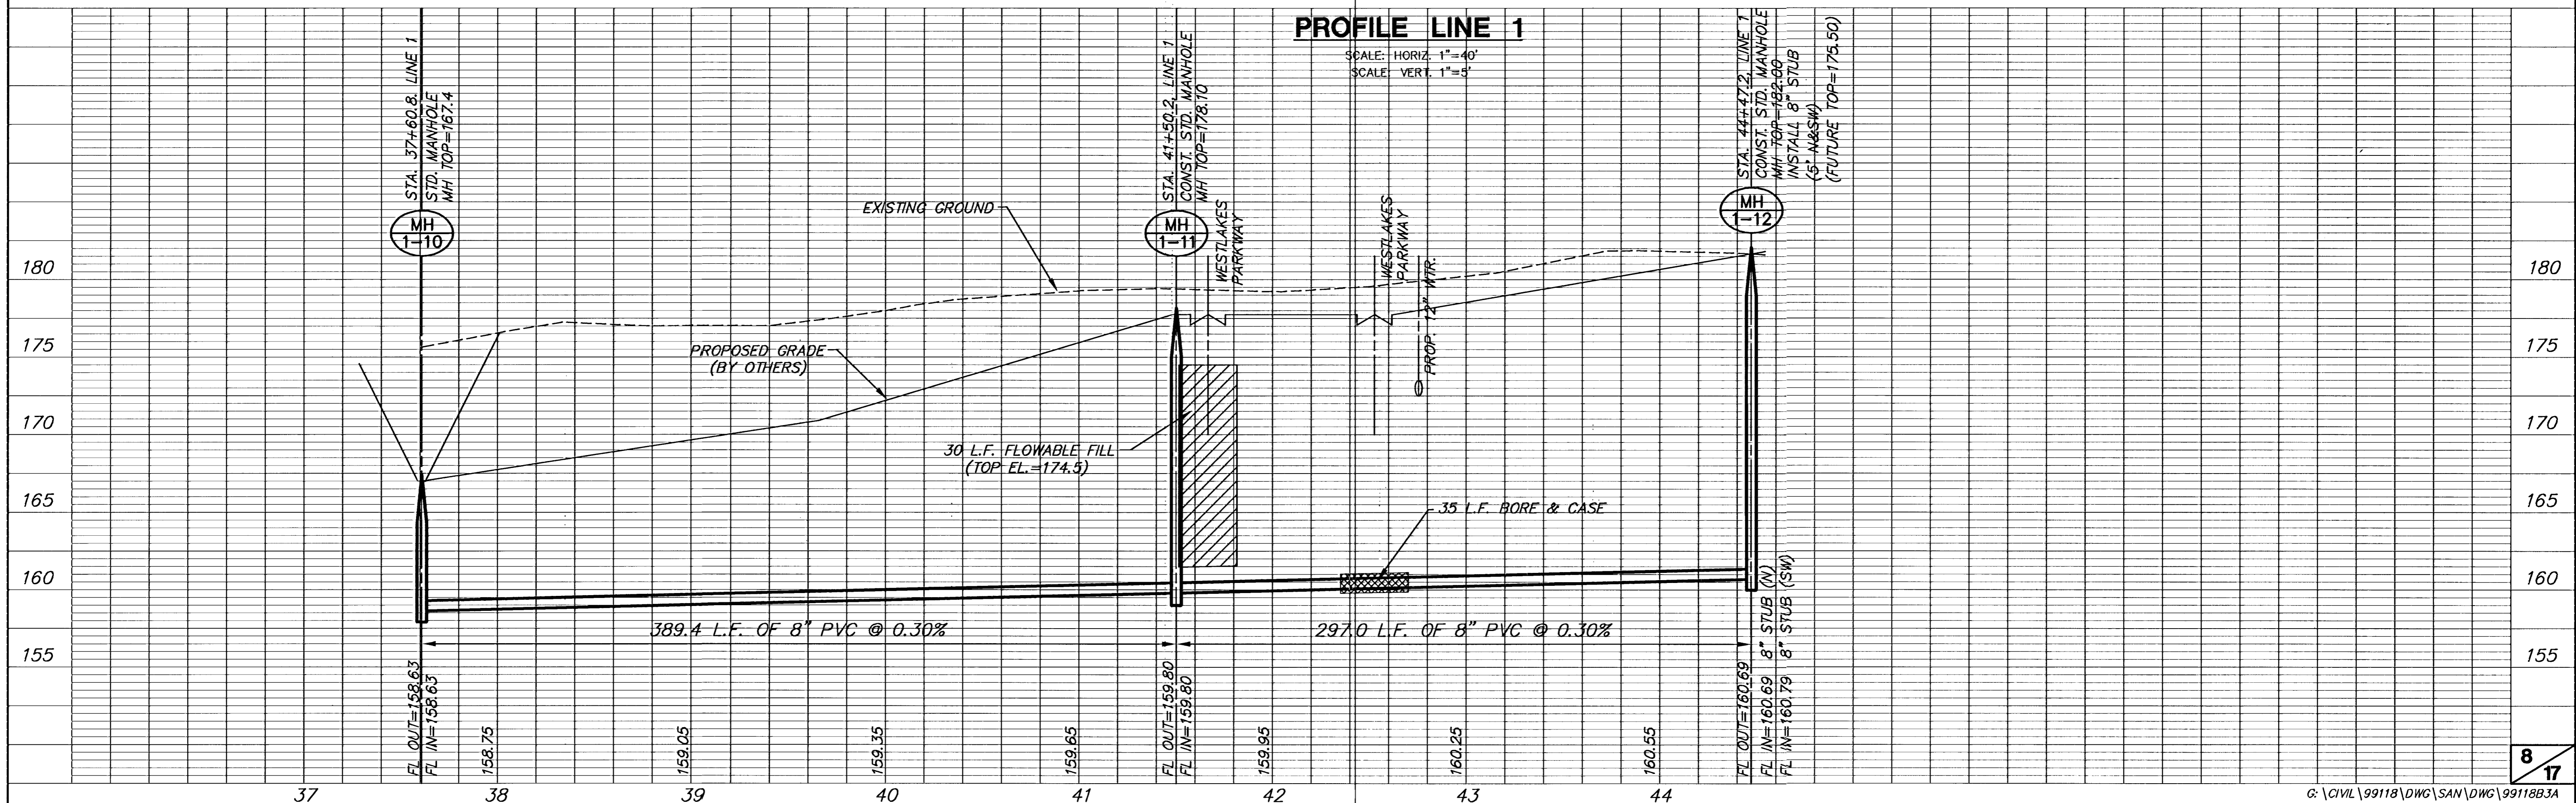 PROFILE LINE 1
SCALE: HORIZ. 1"=40'
SCALE: VERT. 1"=5'
STA. 37+60.8, LINE 1
STD. MANHOLE
MH TOP=167.4
MH
1-10
STA. 41+50.2, LINE 1
CONST. STD. MANHOLE
MH TOP=178.10
MH
1-11
STA. 44+47.2, LINE 1
CONST. STD. MANHOLE
MH TOP=182.00
INSTALL 8" STUB
(5' N&SW)
(FUTURE TOP=175.50)
MH
1-12
EXISTING GROUND
WESTLAKES
PARKWAY
WESTLAKES
PARKWAY
PROP. 12" WTR.
PROPOSED GRADE
(BY OTHERS)
30 L.F. FLOWABLE FILL
(TOP EL.=174.5)
35 L.F. BORE & CASE
180
175
170
165
160
155
180
175
170
165
160
155
389.4 L.F. OF 8" PVC @ 0.30%
297.0 L.F. OF 8" PVC @ 0.30%
FL OUT=158.63
FL IN=158.63
158.75
159.05
159.35
159.65
FL OUT=159.80
FL IN=159.80
159.95
160.25
160.55
FL OUT=160.69
FL IN=160.69 8" STUB (N)
FL IN=160.79 8" STUB (SW)
37
38
39
40
41
42
43
44
8
17
G:\CIVIL\99118\DWG\SAN\DWG\99118B3A